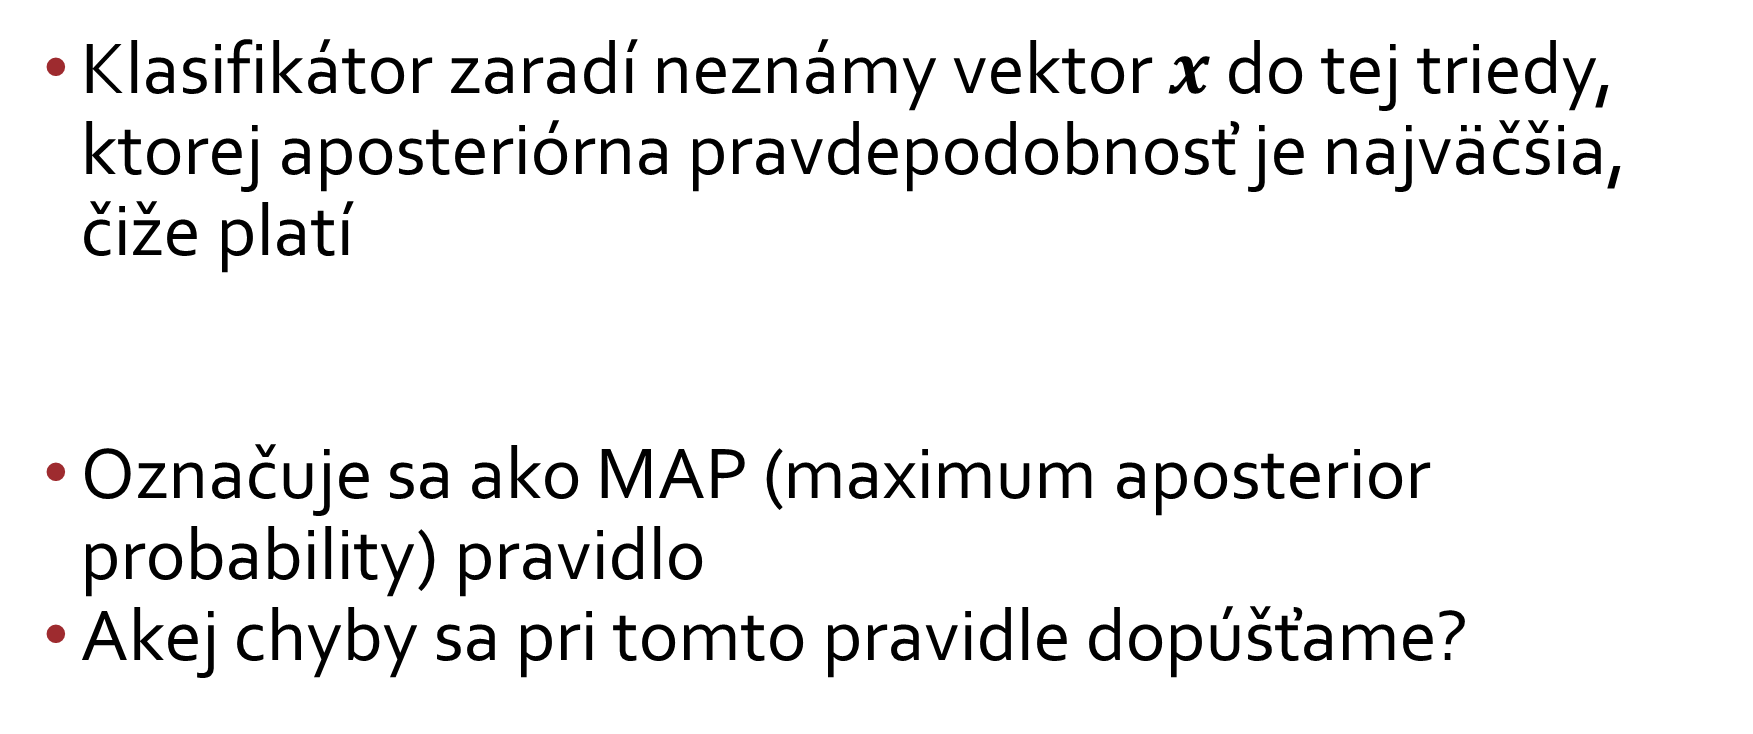 • Klasifikátor zaradí neznámy vektor x do tej triedy,
ktorej aposteriórna pravdepodobnosť je najväčšia,
čiže platí
• Označuje sa ako MAP (maximum aposterior
probability) pravidlo
• Akej chyby sa pri tomto pravidle dopúšťame?